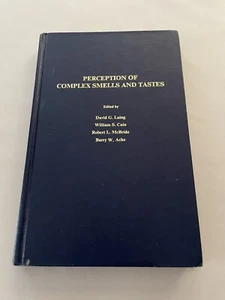 PERCEPTION OF
COMPLEX SMELLS AND TASTES
Edited by
David G. Laing
William S. Cain
Robert L. McBride
Barry W. Ache